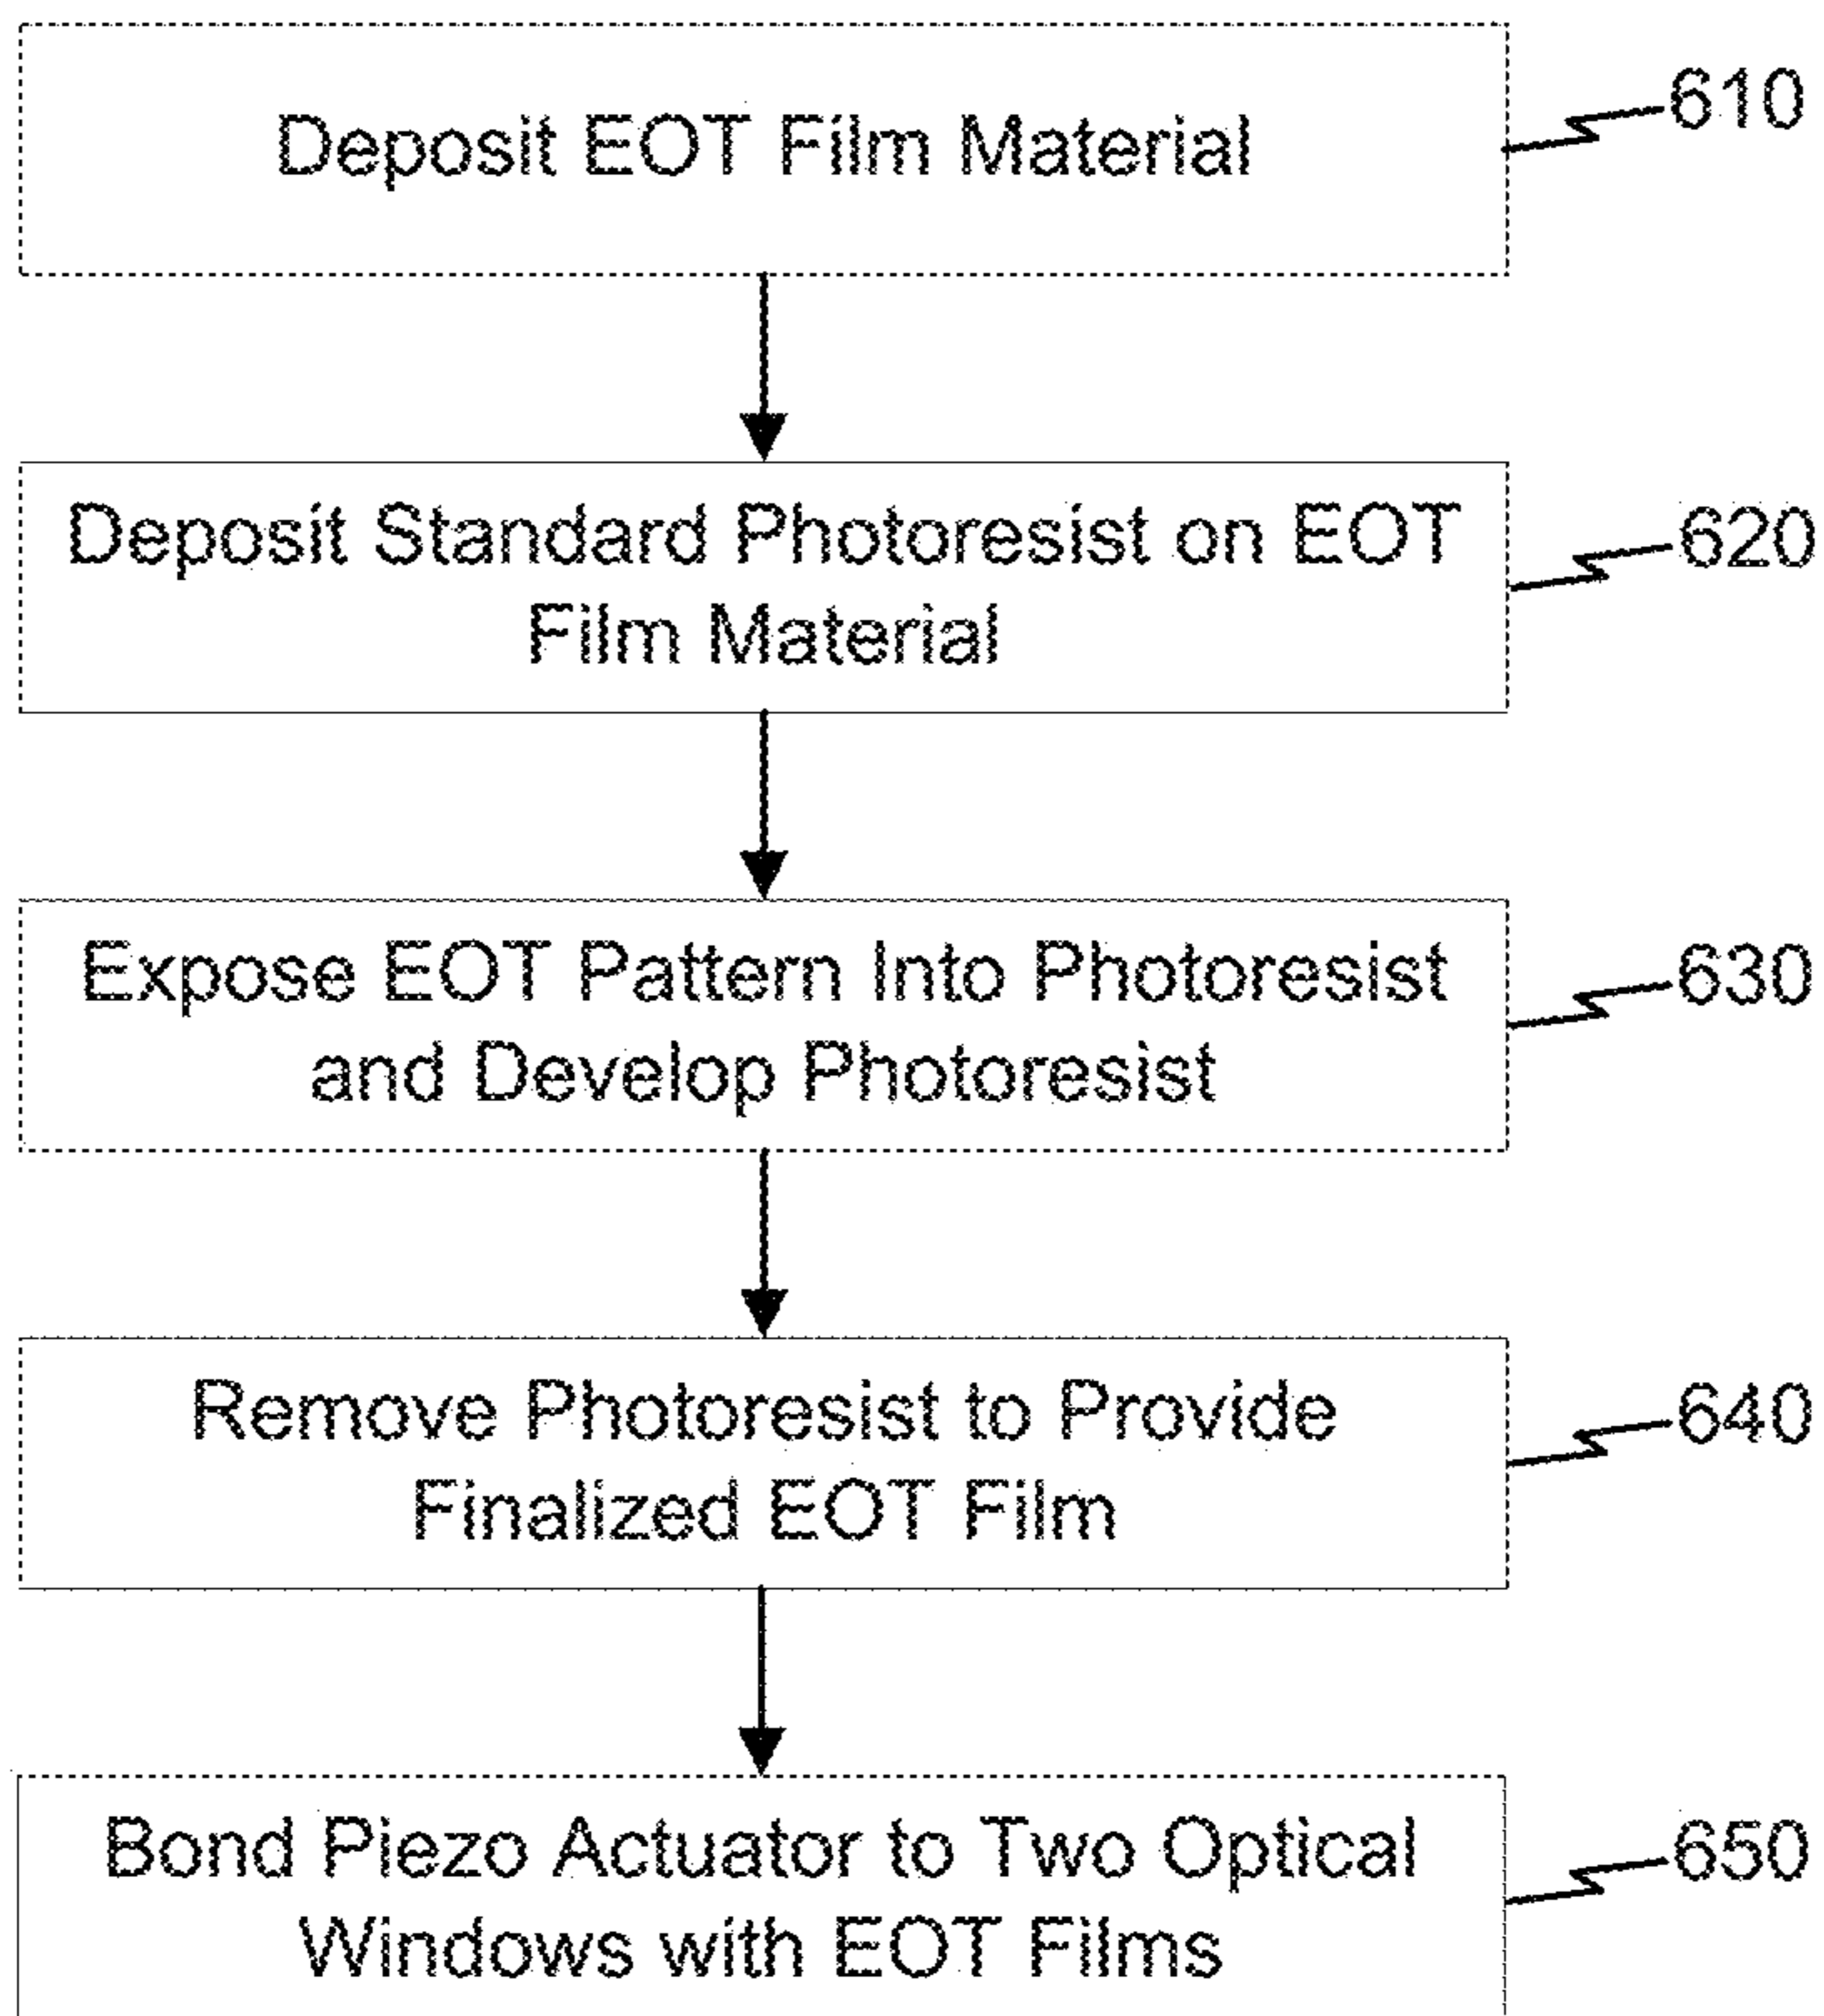 Deposit EOT Film Material
610
Deposit Standard Photoresist on EOT
Film Material
620
Expose EOT Pattern Into Photoresist
and Develop Photoresist
630
Remove Photoresist to Provide
Finalized EOT Film
640
Bond Piezo Actuator to Two Optical
Windows with EOT Films
650